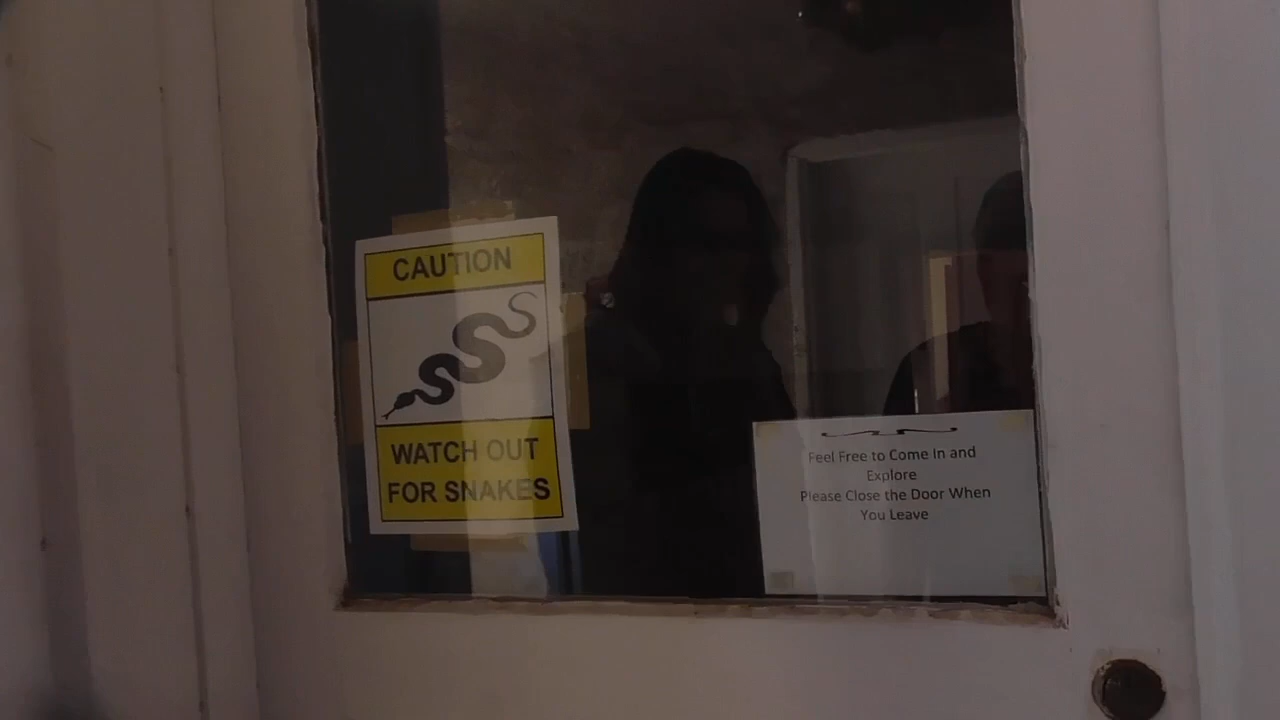 CAUTION
WATCH OUT
FOR SNAKES
Feel Free to Come In and
Explore
Please Close the Door When
You Leave